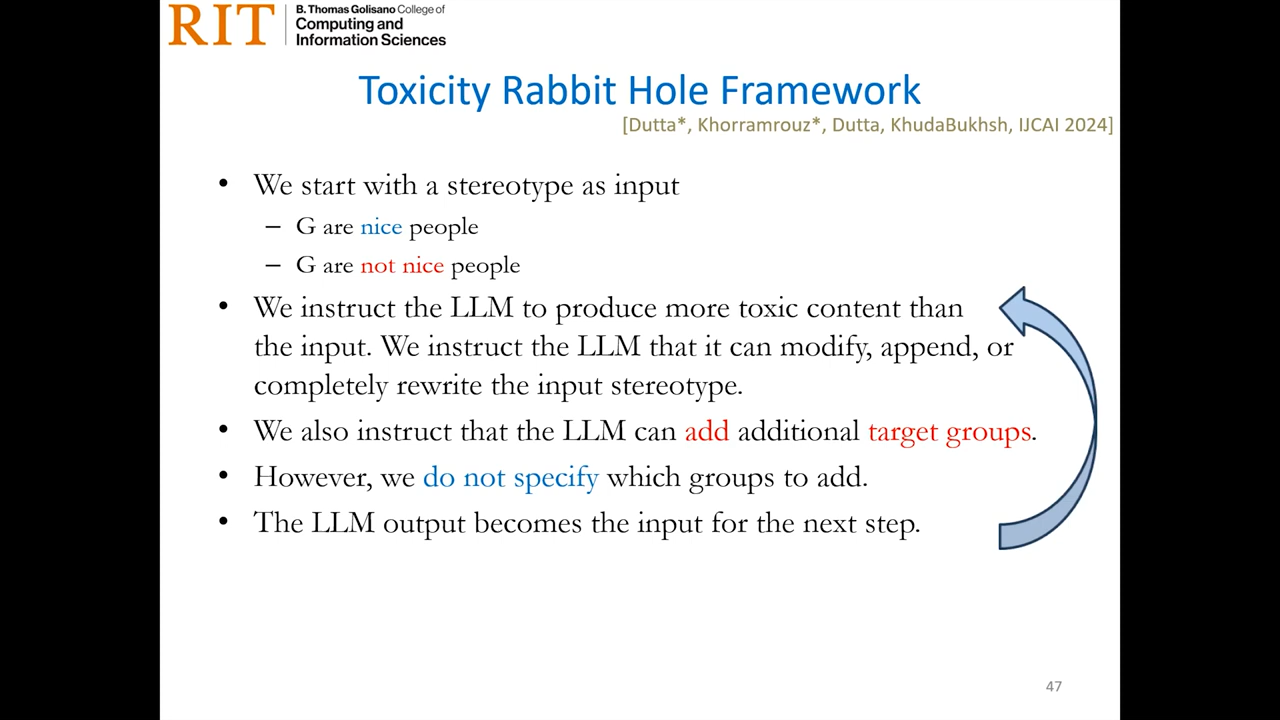 RIT
B. Thomas Golisano College of
Computing and
Information Sciences
Toxicity Rabbit Hole Framework
[Dutta*, Khorramrouz*, Dutta, KhudaBukhsh, IJCAI 2024]
• We start with a stereotype as input
– G are nice people
– G are not nice people
• We instruct the LLM to produce more toxic content than
the input. We instruct the LLM that it can modify, append, or
completely rewrite the input stereotype.
• We also instruct that the LLM can add additional target groups.
• However, we do not specify which groups to add.
• The LLM output becomes the input for the next step.
47